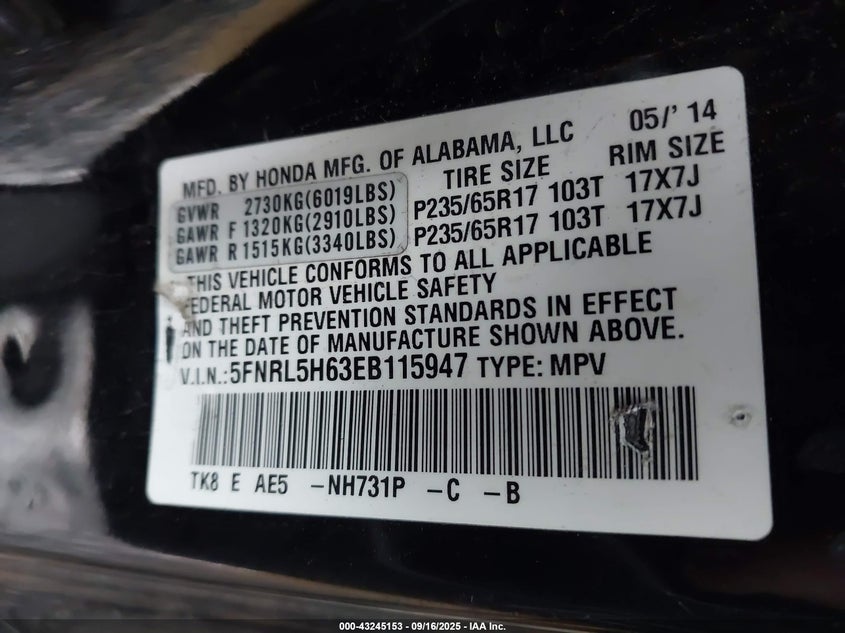 MFD. BY HONDA MFG. OF ALABAMA, LLC 05/'14
TIRE SIZE RIM SIZE
GVWR 2730KG(6019LBS)
GAWR F 1320KG(2910LBS) P235/65R17 103T 17X7J
GAWR R 1515KG(3340LBS) P235/65R17 103T 17X7J
THIS VEHICLE CONFORMS TO ALL APPLICABLE
FEDERAL MOTOR VEHICLE SAFETY
AND THEFT PREVENTION STANDARDS IN EFFECT
ON THE DATE OF MANUFACTURE SHOWN ABOVE.
V.I.N.:5FNRL5H63EB115947 TYPE: MPV
TK8 E AE5 -NH731P -C -B
000-43245153 - 09/16/2025 - IAA Inc.